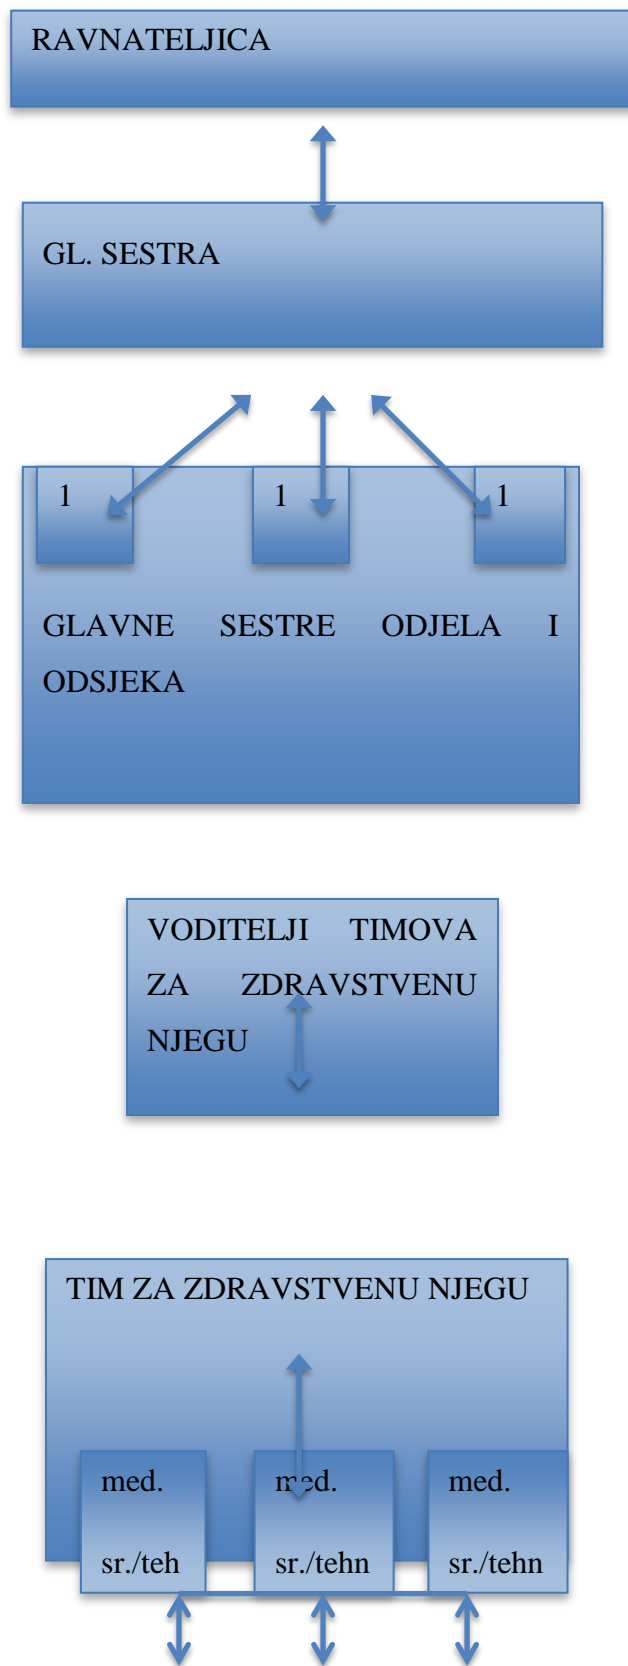 RAVNATELJICA
GL. SESTRA
1 1 1
GLAVNE SESTRE ODJELA I
ODSJEKA
VODITELJI TIMOVA
ZA ZDRAVSTVENU
NJEGU
TIM ZA ZDRAVSTVENU NJEGU
med. med. med.
sr./teh sr./tehn sr./tehn